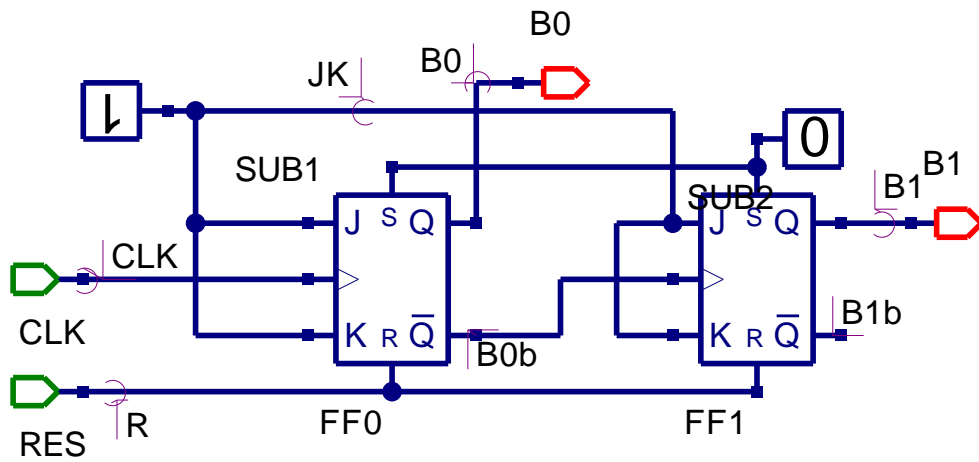 B0
B0
JK
1
0
SUB1
SUB2
B1
B1
J S Q
J S Q
CLK
K R Q̅
K R Q̅
CLK
B0b
B1b
RES
R
FF0
FF1